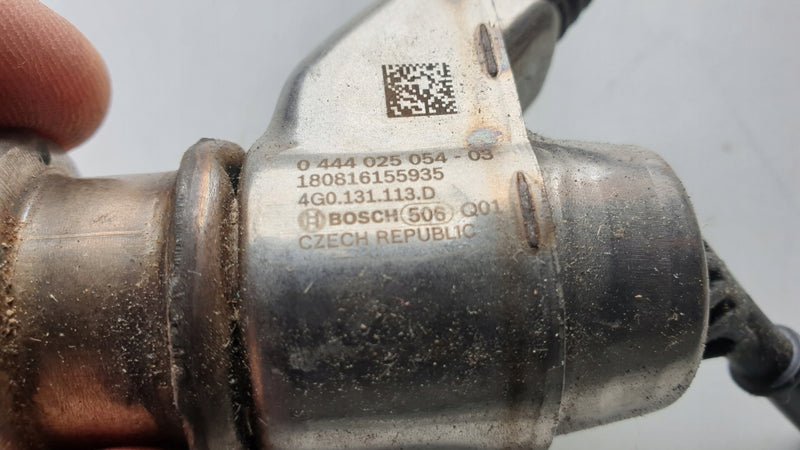 0 444 025 054 - 03
180816155935
4G0.131.113.D
BOSCH 506 Q01
CZECH REPUBLIC